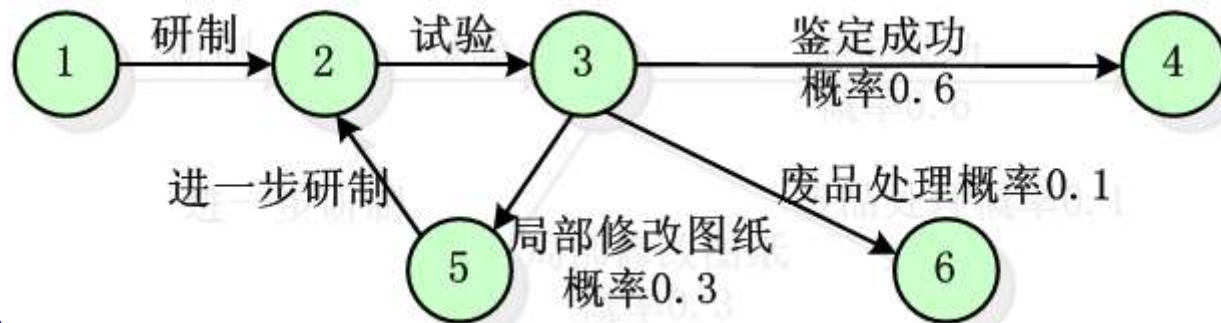 研制
试验
鉴定成功
1
2
3
4
概率0.6
进一步研制
废品处理概率0.1
局部修改图纸
5
6
概率0.3